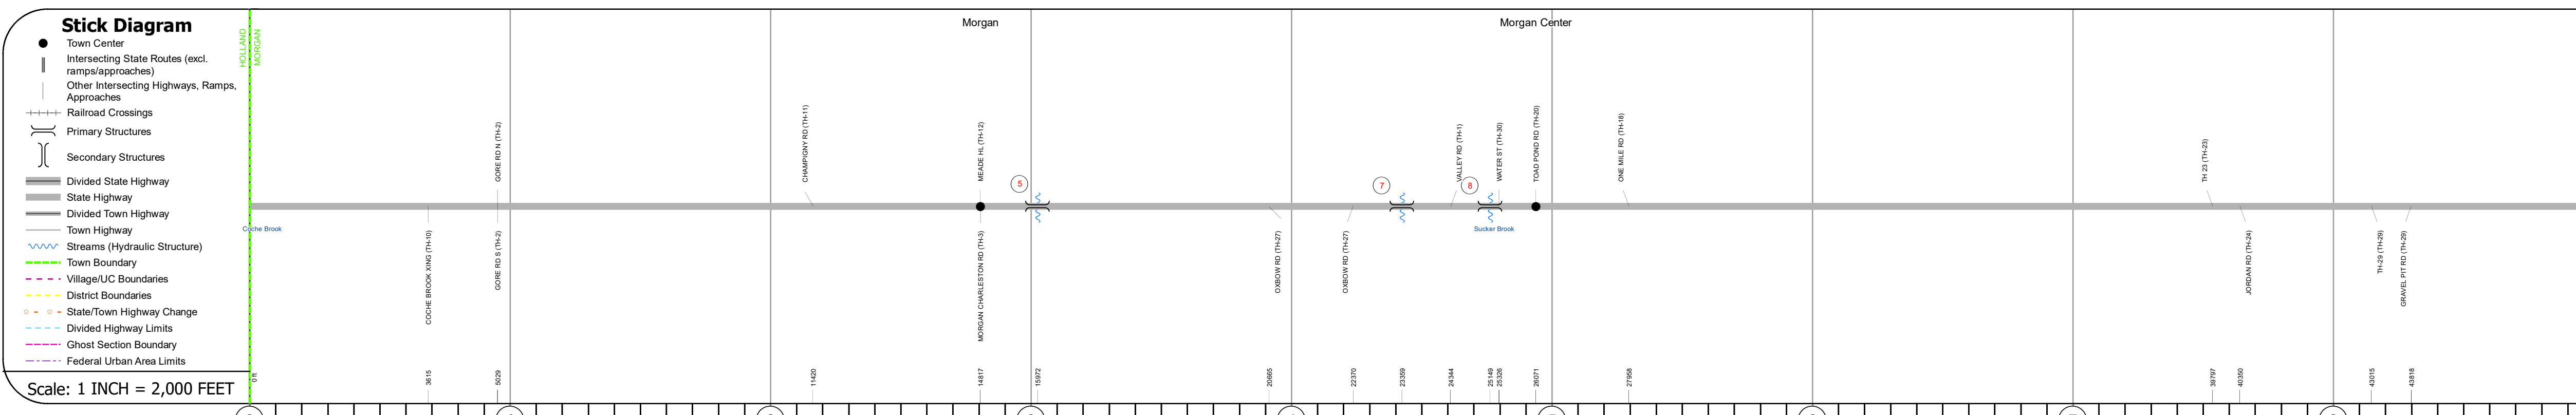 Stick Diagram
Town Center
Intersecting State Routes (excl.
ramps/approaches)
Other Intersecting Highways, Ramps,
Approaches
Railroad Crossings
Primary Structures
Secondary Structures
Divided State Highway
State Highway
Divided Town Highway
Town Highway
Streams (Hydraulic Structure)
Town Boundary
Village/UC Boundaries
District Boundaries
State/Town Highway Change
Divided Highway Limits
Ghost Section Boundary
Federal Urban Area Limits
Scale: 1 INCH = 2,000 FEET
HOLLAND
MORGAN
Morgan
Morgan Center
GORE RD N (TH-2)
CHAMPIGNY RD (TH-11)
MEADE HL (TH-12)
5
7
VALLEY RD (TH-1)
8
WATER ST (TH-30)
TOAD POND RD (TH-20)
ONE MILE RD (TH-18)
TH 23 (TH-23)
Coche Brook
Sucker Brook
COCHE BROOK XING (TH-10)
GORE RD S (TH-2)
MORGAN CHARLESTON RD (TH-3)
OXBOW RD (TH-27)
OXBOW RD (TH-27)
JORDAN RD (TH-24)
TH-29 (TH-29)
GRAVEL PIT RD (TH-29)
0 ft
3615
5029
11420
14817
15972
20665
22370
23359
24344
25149
25326
26071
27958
39797
40350
43015
43818